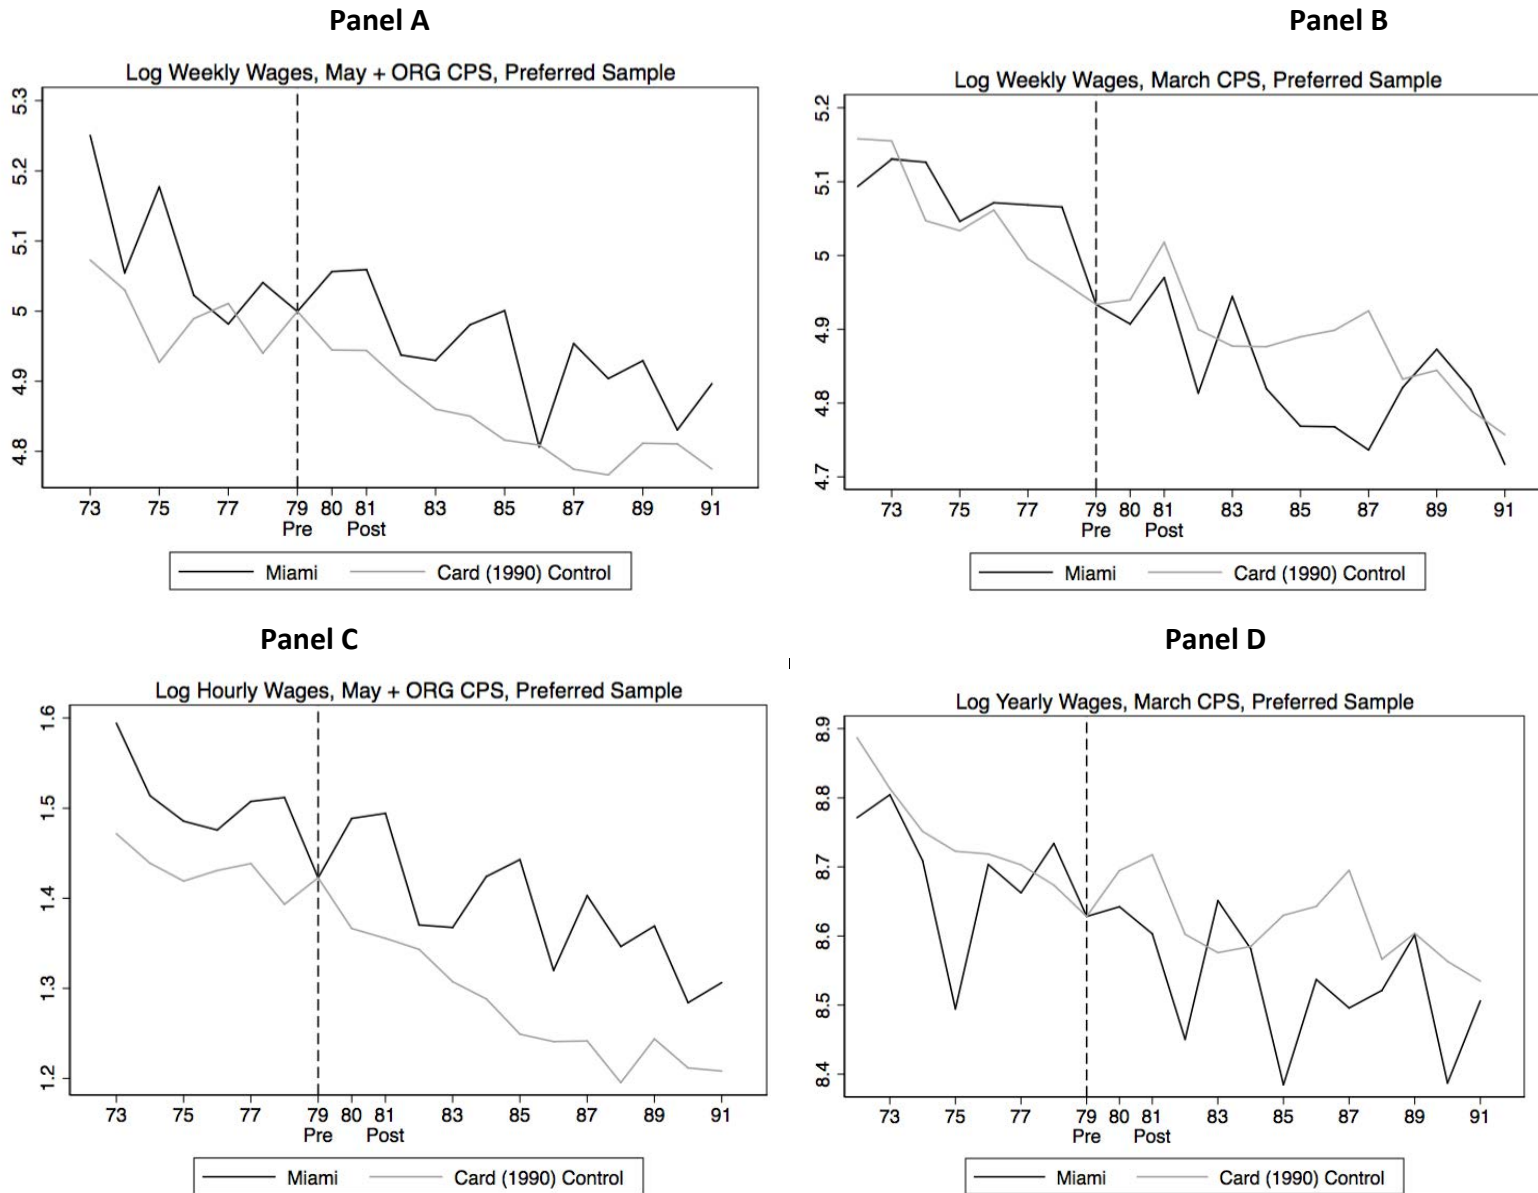 Panel A
Log Weekly Wages, May + ORG CPS, Preferred Sample
5.3
5.2
5.1
5
4.9
4.8
73 75 77 79 80 81 83 85 87 89 91
Pre Post
Miami Card (1990) Control
Panel B
Log Weekly Wages, March CPS, Preferred Sample
5.2
5.1
5
4.9
4.8
4.7
73 75 77 79 80 81 83 85 87 89 91
Pre Post
Miami Card (1990) Control
Panel C
Log Hourly Wages, May + ORG CPS, Preferred Sample
1.6
1.5
1.4
1.3
1.2
73 75 77 79 80 81 83 85 87 89 91
Pre Post
Miami Card (1990) Control
Panel D
Log Yearly Wages, March CPS, Preferred Sample
8.9
8.8
8.7
8.6
8.5
8.4
73 75 77 79 80 81 83 85 87 89 91
Pre Post
Miami Card (1990) Control